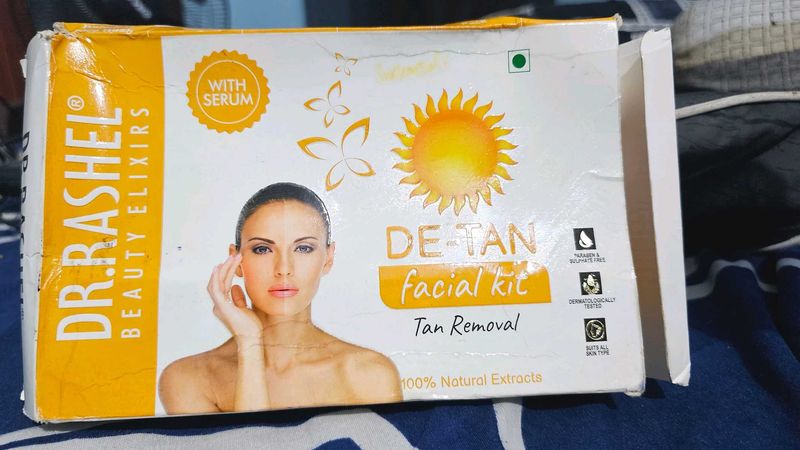 DR.RASHEL®
BEAUTY ELIXIRS
WITH
SERUM
DE-TAN
facial kit
Tan Removal
100% Natural Extracts
PARABEN &
SULPHATE FREE
DERMATOLOGICALLY
TESTED
SUITS ALL
SKIN TYPE